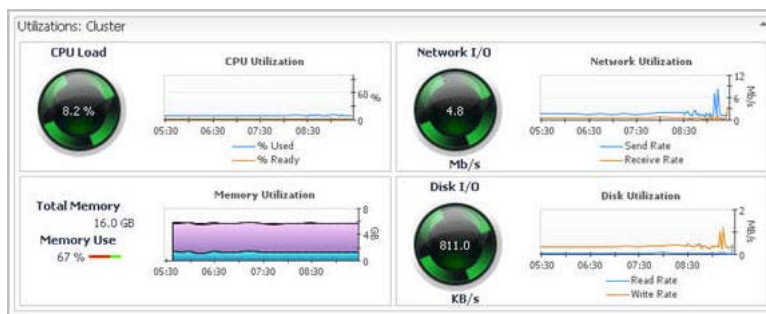 Utilizations: Cluster
CPU Load
8.2 %
CPU Utilization
60 %
0
05:30 06:30 07:30 08:30
% Used
% Ready
Network I/O
4.8
Mb/s
Network Utilization
12
6
0
Mb/s
05:30 06:30 07:30 08:30
Send Rate
Receive Rate
Total Memory
16.0 GB
Memory Use
67 %
Memory Utilization
8
4
0
GB
05:30 06:30 07:30 08:30
Disk I/O
811.0
KB/s
Disk Utilization
2
1
0
MB/s
05:30 06:30 07:30 08:30
Read Rate
Write Rate